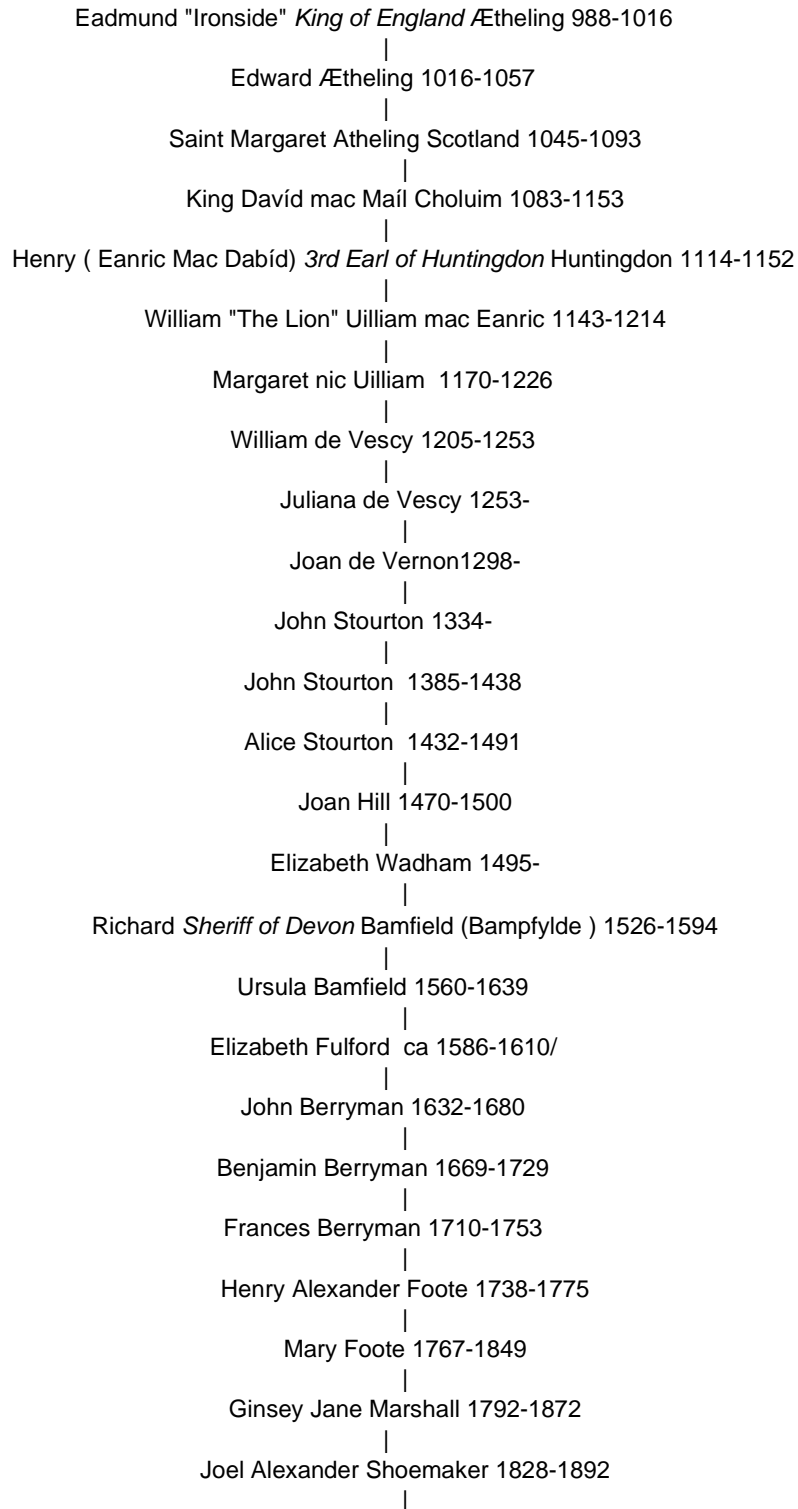 Eadmund "Ironside" King of England Ætheling 988-1016
|
Edward Ætheling 1016-1057
|
Saint Margaret Atheling Scotland 1045-1093
|
King Davíd mac Maíl Choluim 1083-1153
|
Henry ( Eanric Mac Dabíd) 3rd Earl of Huntingdon Huntingdon 1114-1152
|
William "The Lion" Uilliam mac Eanric 1143-1214
|
Margaret nic Uilliam 1170-1226
|
William de Vescy 1205-1253
|
Juliana de Vescy 1253-
|
Joan de Vernon1298-
|
John Stourton 1334-
|
John Stourton 1385-1438
|
Alice Stourton 1432-1491
|
Joan Hill 1470-1500
|
Elizabeth Wadham 1495-
|
Richard Sheriff of Devon Bamfield (Bampfylde ) 1526-1594
|
Ursula Bamfield 1560-1639
|
Elizabeth Fulford ca 1586-1610/
|
John Berryman 1632-1680
|
Benjamin Berryman 1669-1729
|
Frances Berryman 1710-1753
|
Henry Alexander Foote 1738-1775
|
Mary Foote 1767-1849
|
Ginsey Jane Marshall 1792-1872
|
Joel Alexander Shoemaker 1828-1892
|